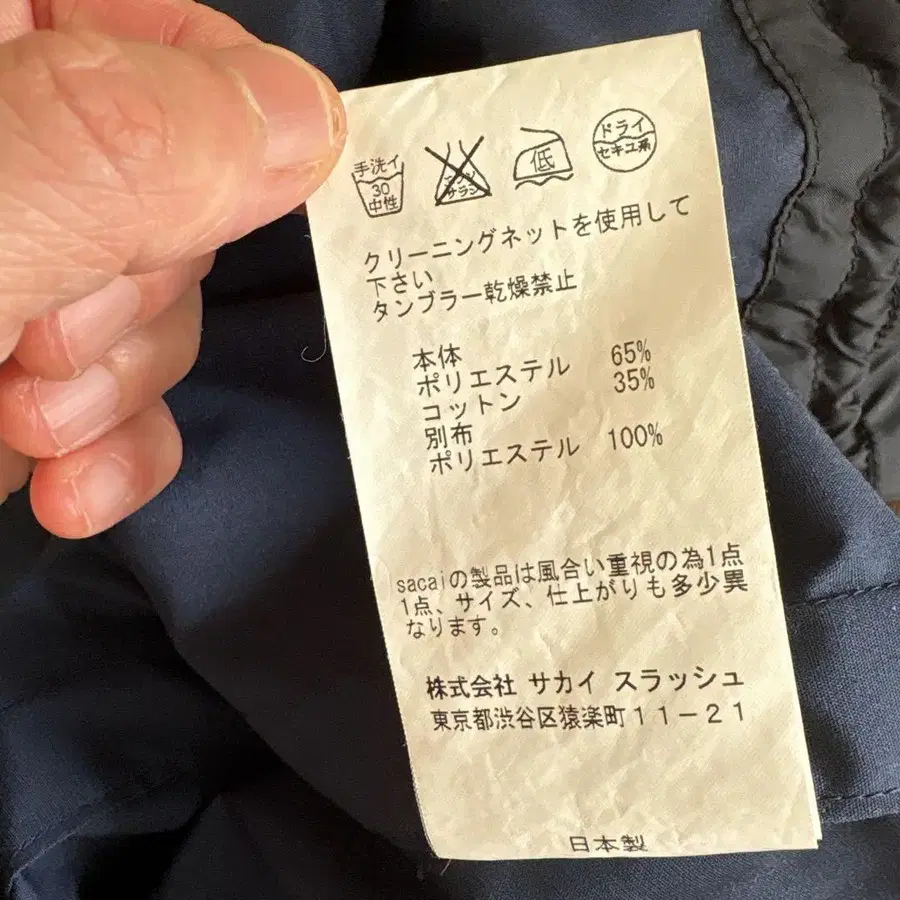 手洗イ
30
中性
エンソ
サラシ
低
ドライ
セキユ系
クリーニングネットを使用して
下さい
タンブラー乾燥禁止
本体
ポリエステル 65%
コットン 35%
別布
ポリエステル 100%
sacaiの製品は風合い重視の為1点
1点、サイズ、仕上がりも多少異
なります。
株式会社 サカイ スラッシュ
東京都渋谷区猿楽町11-21
日本製